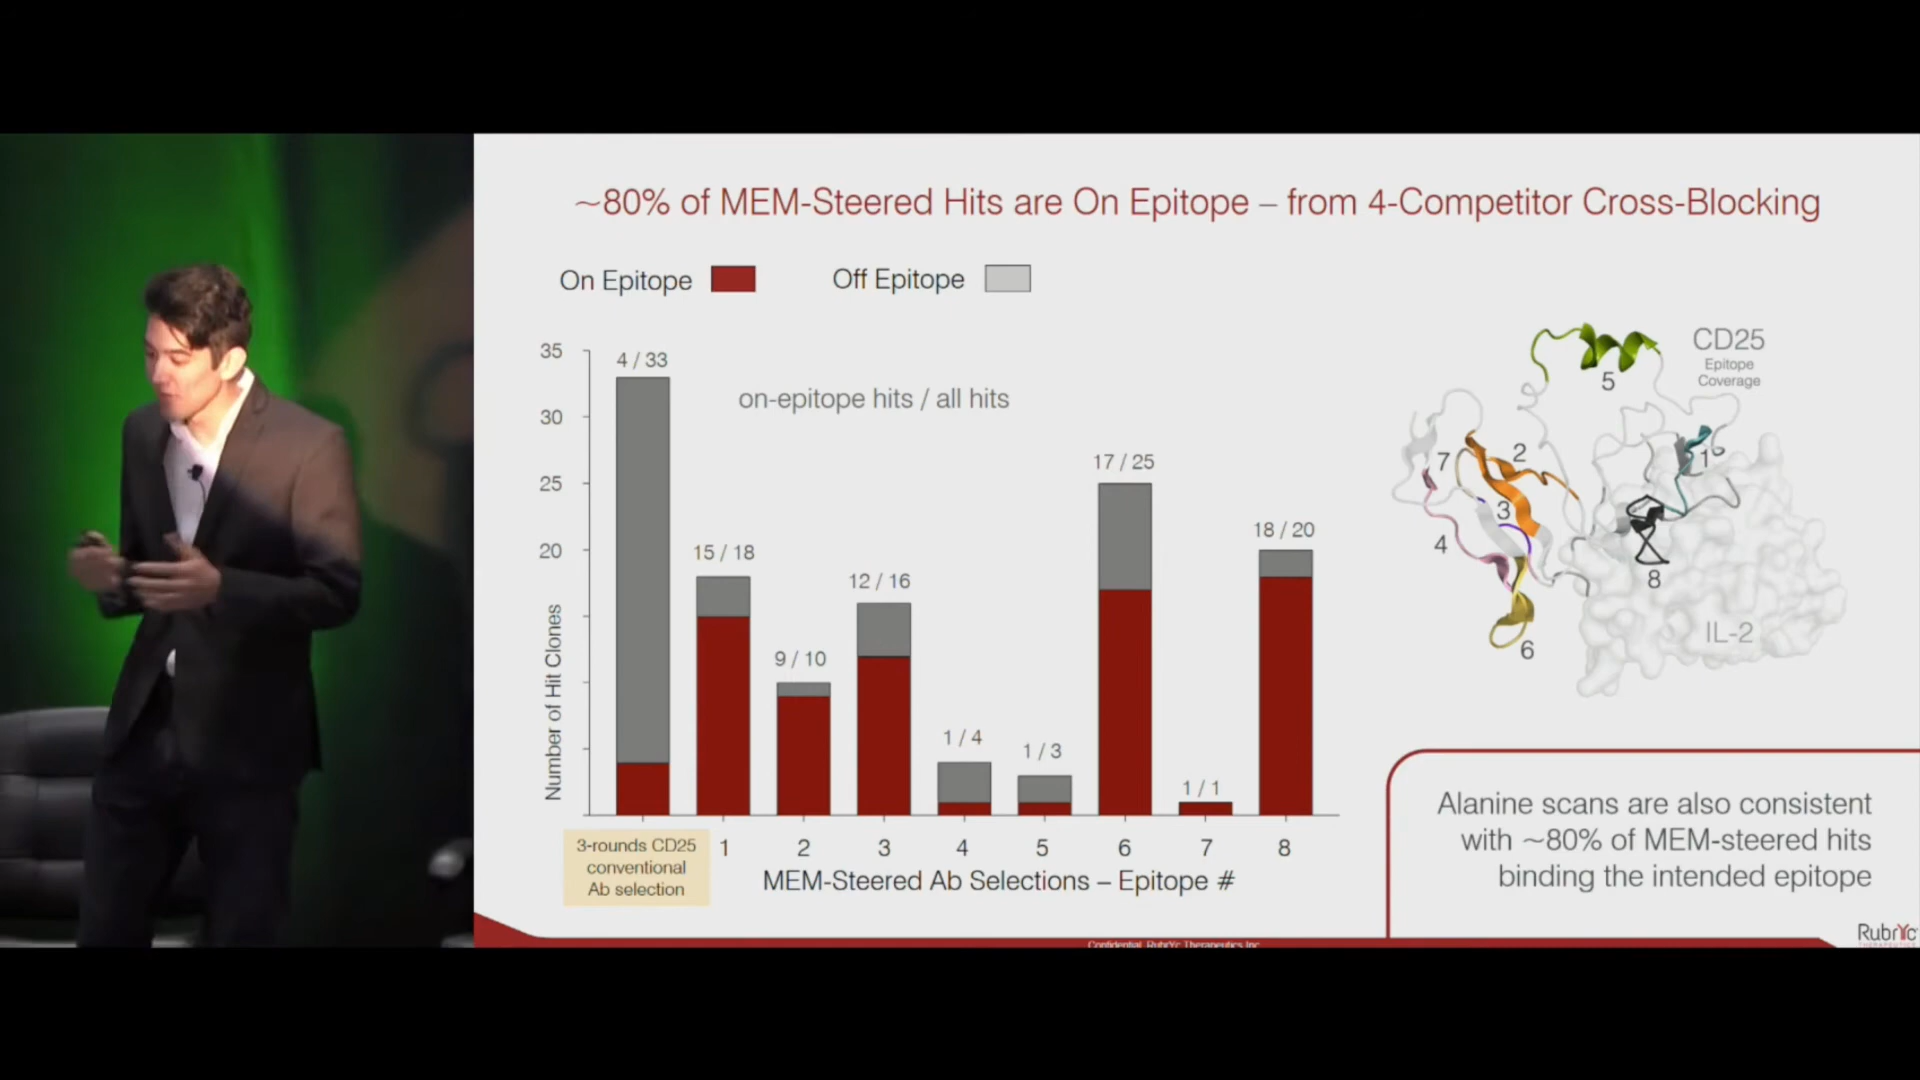 ~80% of MEM-Steered Hits are On Epitope – from 4-Competitor Cross-Blocking
On Epitope
Off Epitope
on-epitope hits / all hits
35
30
25
20
Number of Hit Clones
4 / 33
15 / 18
9 / 10
12 / 16
1 / 4
1 / 3
17 / 25
1 / 1
18 / 20
3-rounds CD25
conventional
Ab selection
1
2
3
4
5
6
7
8
MEM-Steered Ab Selections – Epitope #
CD25
Epitope
Coverage
5
7
2
1
3
4
8
6
IL-2
Alanine scans are also consistent
with ~80% of MEM-steered hits
binding the intended epitope
Confidential, RubrYc Therapeutics Inc
RubrYc
THERAPEUTICS